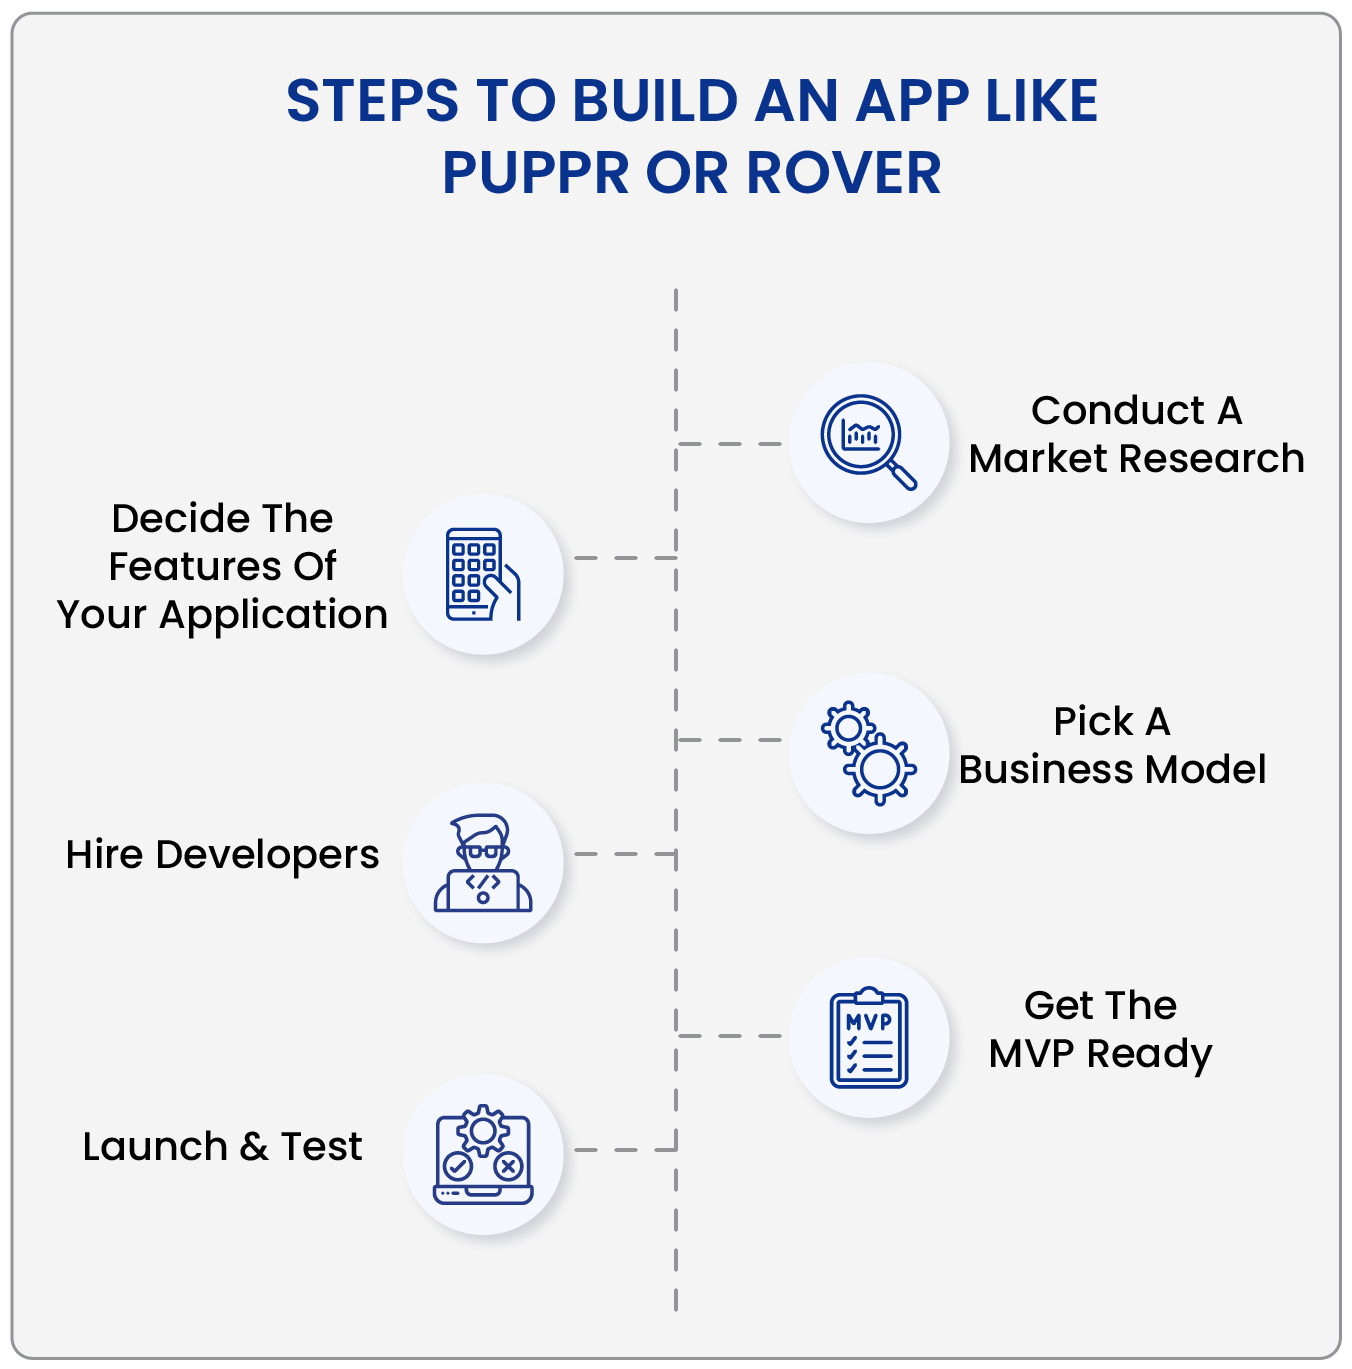 STEPS TO BUILD AN APP LIKE
PUPPR OR ROVER
Conduct A
Market Research
Decide The
Features Of
Your Application
Pick A
Business Model
Hire Developers
Get The
MVP Ready
MVP
Launch & Test